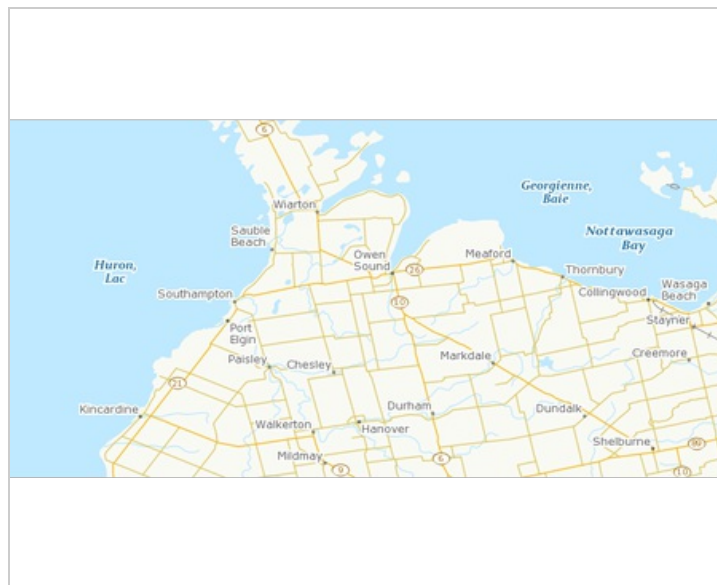 6
Wiarton
Georgienne,
Baie
Sauble
Beach
Nottawasaga
Bay
Huron,
Lac
Owen
Sound
26
Meaford
Thornbury
Southampton
10
Collingwood
Wasaga
Beach
Stayner
Port
Elgin
Paisley
Chesley
Markdale
Creemore
21
Kincardine
Durham
Dundalk
Walkerton
Hanover
Shelburne
89
Mildmay
9
6
10